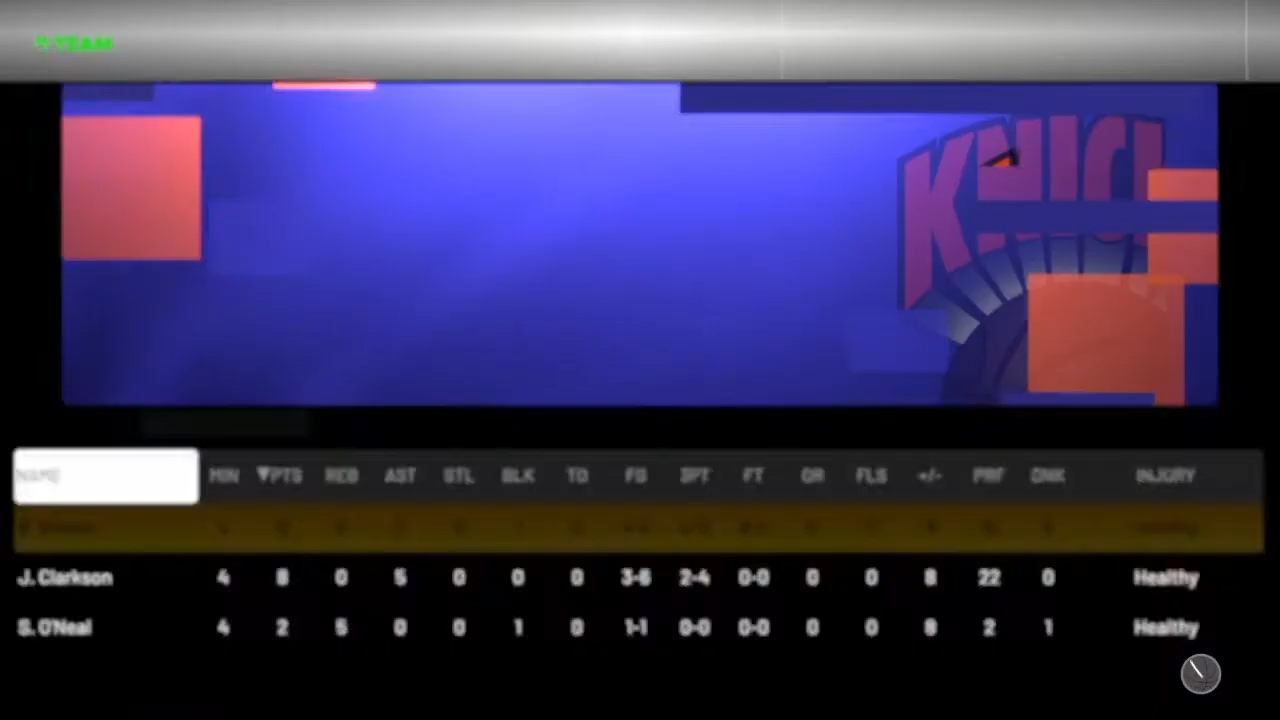 TEAM
KNICK
NAME MIN ▼PTS REB AST STL BLK TO FG 3PT FT OR FLS +/- PRF DNK INJURY
J. Clarkson 4 8 0 5 0 0 0 3-6 2-4 0-0 0 0 8 22 0 Healthy
S. O'Neal 4 2 5 0 0 1 0 1-1 0-0 0-0 0 0 8 2 1 Healthy